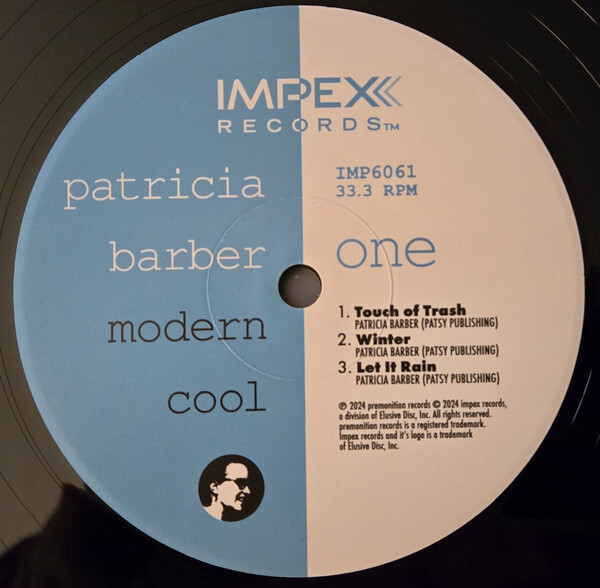 IMPEX
RECORDS™
patricia
barber
modern
cool
IMP6061
33.3 RPM
one
1. Touch of Trash
PATRICIA BARBER (PATSY PUBLISHING)
2. Winter
PATRICIA BARBER (PATSY PUBLISHING)
3. Let It Rain
PATRICIA BARBER (PATSY PUBLISHING)
℗ 2024 premonition records © 2024 impex records,
a division of Elusive Disc, Inc. All rights reserved.
premonition records is a registered trademark.
Impex records and it's logo is a trademark
of Elusive Disc, Inc.